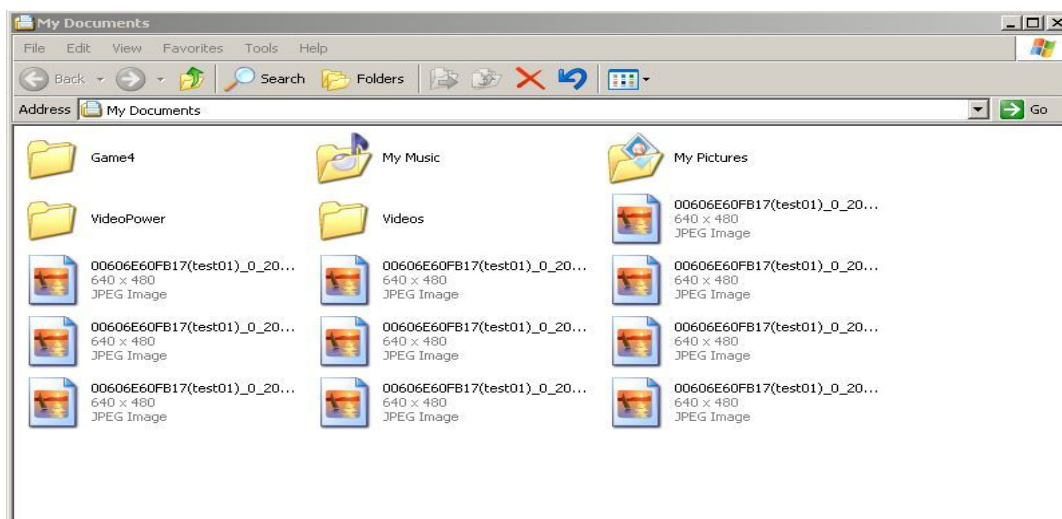 My Documents
File Edit View Favorites Tools Help
Back Search Folders
Address My Documents Go
Game4 My Music My Pictures
VideoPower Videos 00606E60FB17(test01)_0_20...
640 x 480
JPEG Image
00606E60FB17(test01)_0_20... 00606E60FB17(test01)_0_20... 00606E60FB17(test01)_0_20...
640 x 480 640 x 480 640 x 480
JPEG Image JPEG Image JPEG Image
00606E60FB17(test01)_0_20... 00606E60FB17(test01)_0_20... 00606E60FB17(test01)_0_20...
640 x 480 640 x 480 640 x 480
JPEG Image JPEG Image JPEG Image
00606E60FB17(test01)_0_20... 00606E60FB17(test01)_0_20... 00606E60FB17(test01)_0_20...
640 x 480 640 x 480 640 x 480
JPEG Image JPEG Image JPEG Image